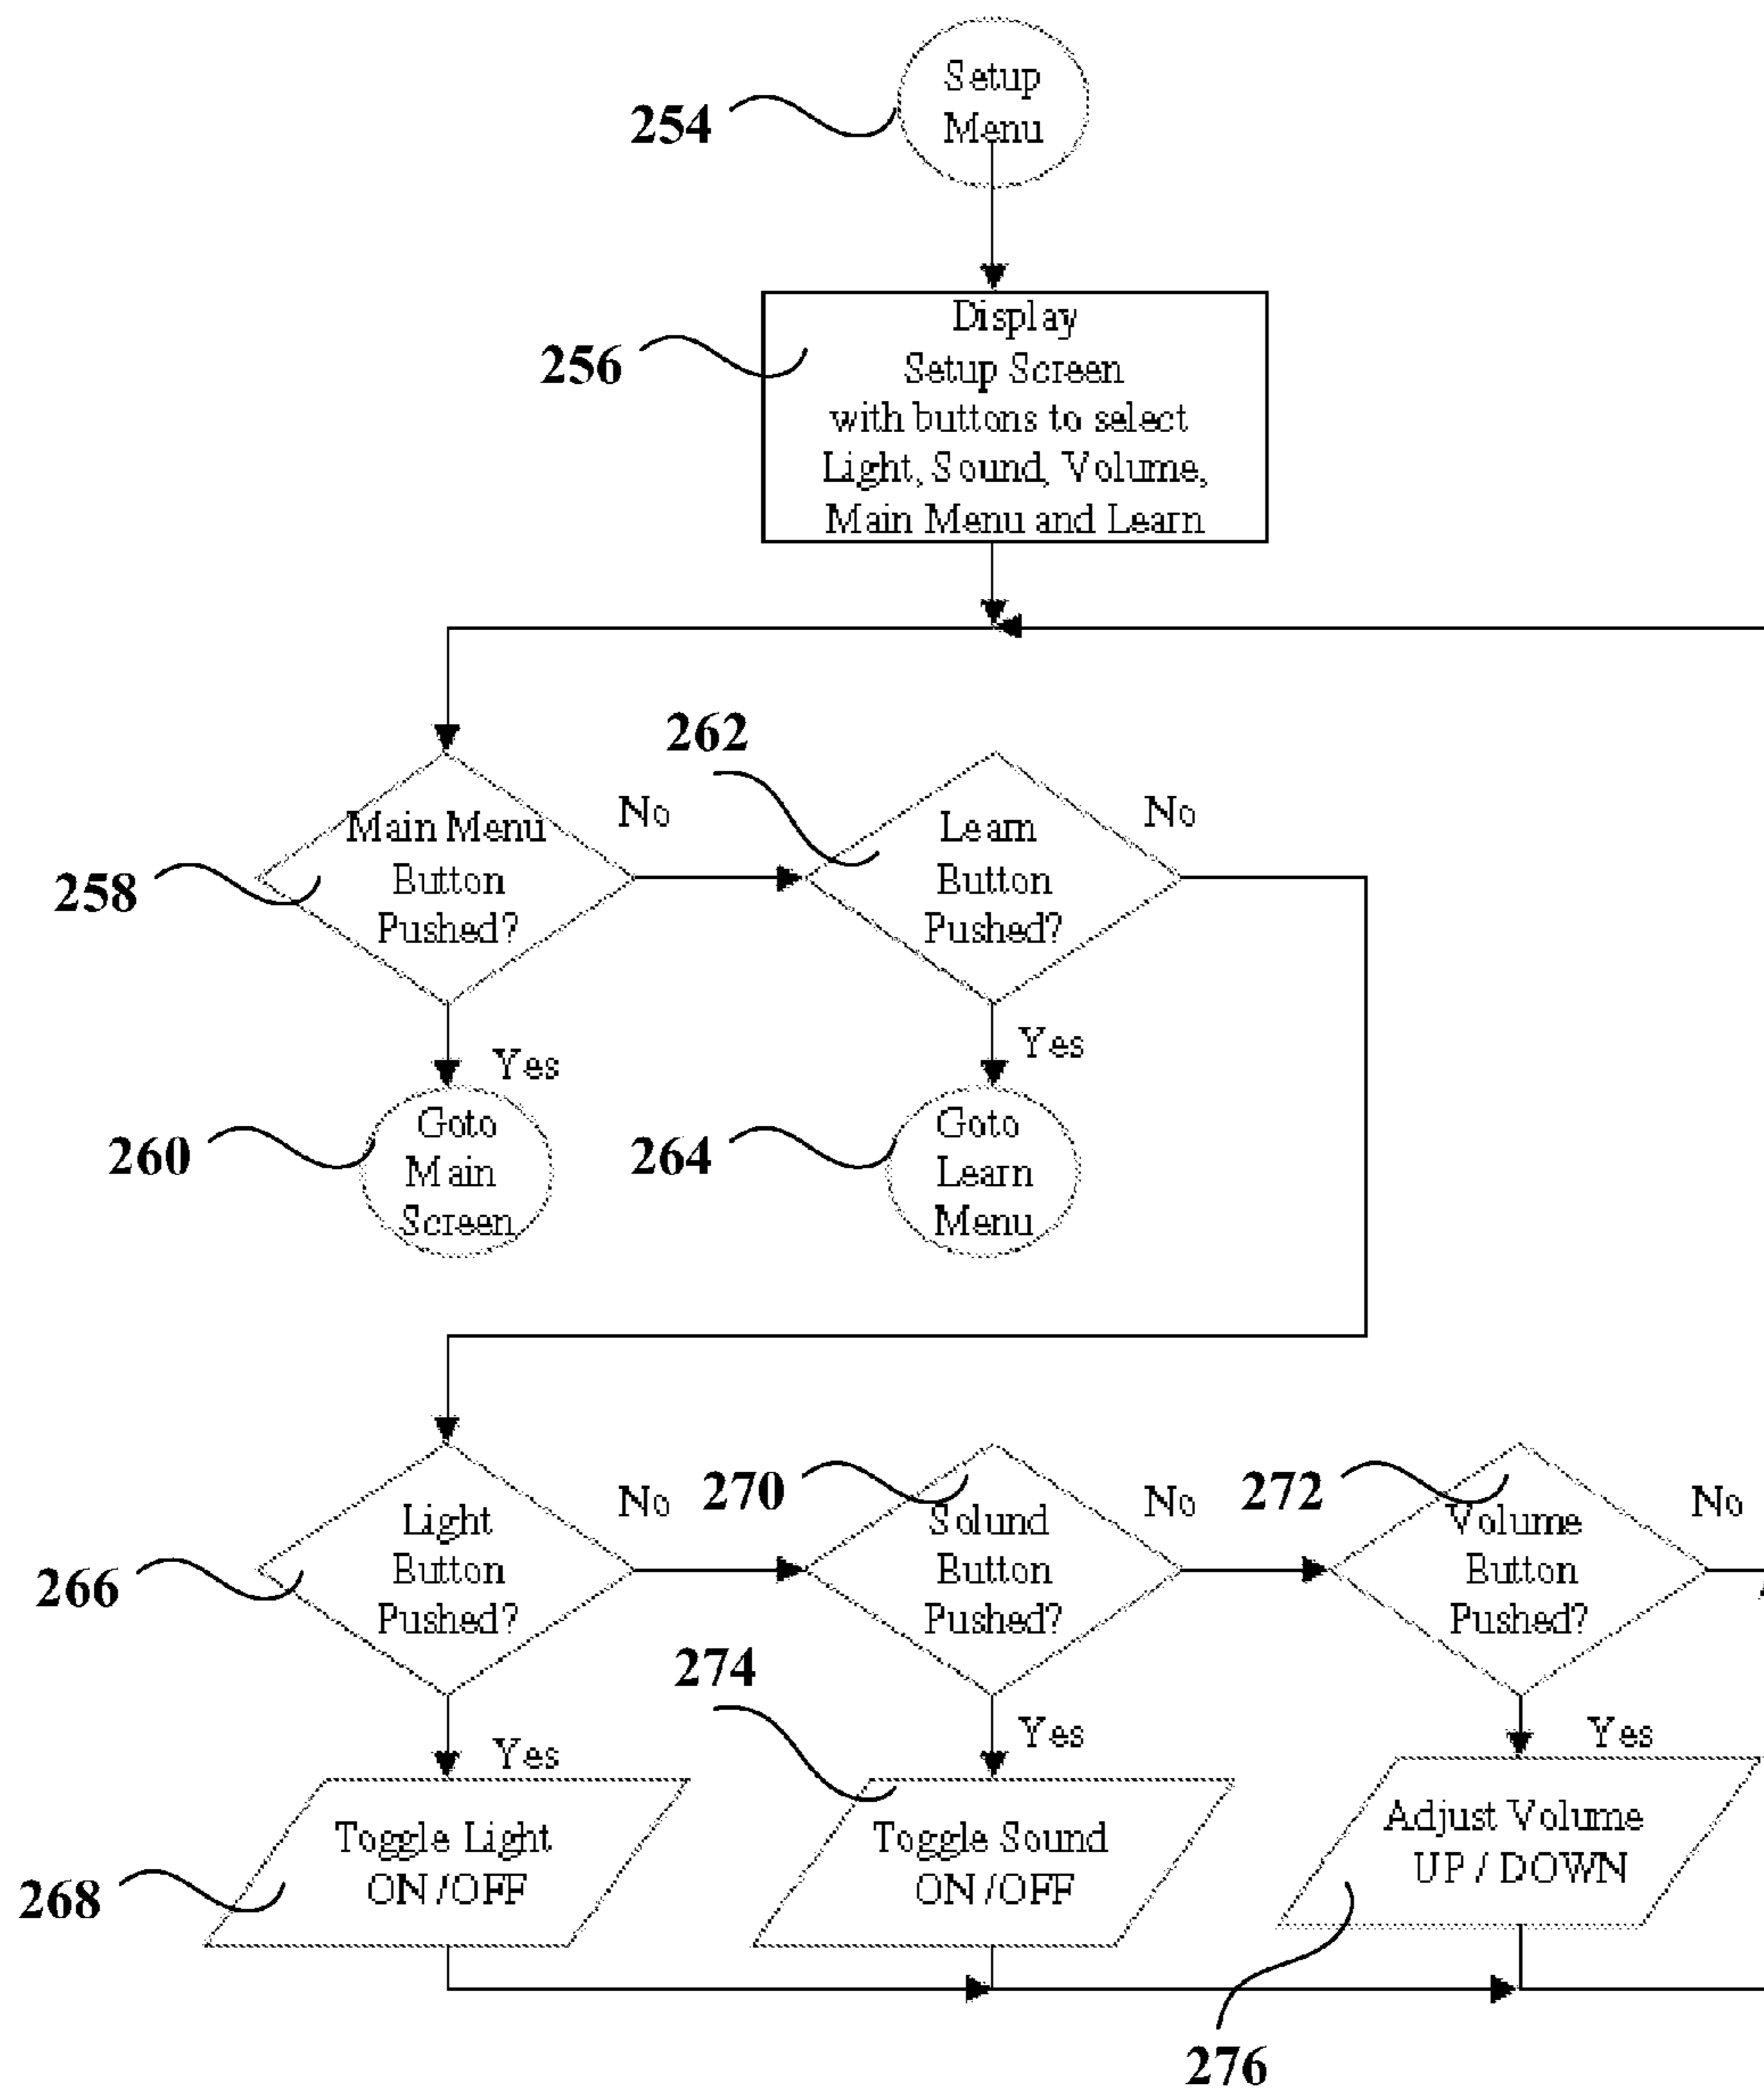 Setup
Menu
254
Display
Setup Screen
with buttons to select
Light, Sound, Volume,
Main Menu and Learn
256
262
Main Menu
Button
Pushed?
No
Learn
Button
Pushed?
No
258
Yes
Yes
260
Goto
Main
Screen
264
Goto
Learn
Menu
266
Light
Button
Pushed?
No
270
Solund
Button
Pushed?
No
272
Volume
Button
Pushed?
No
274
Yes
Yes
Yes
268
Toggle Light
ON /OFF
Toggle Sound
ON /OFF
Adjust Volume
UP / DOWN
276